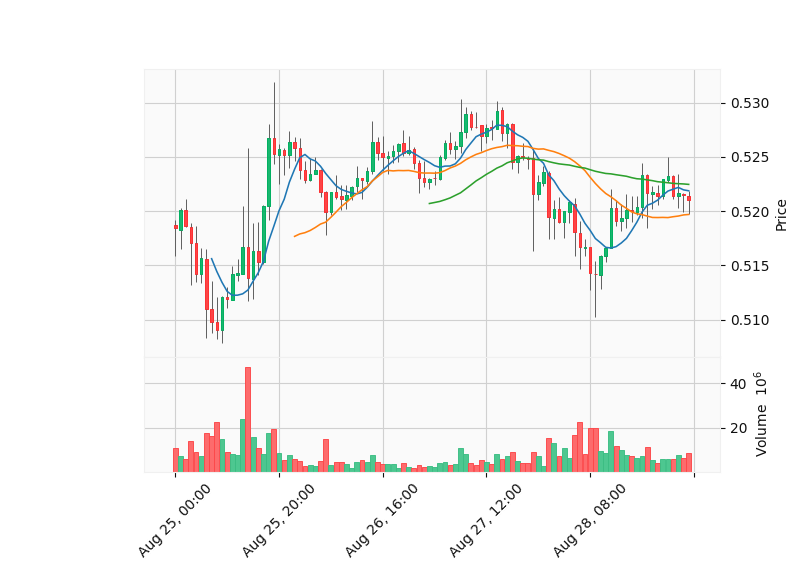 0.530
0.525
0.520
0.515
0.510
Price
40
20
Volume 10^6
Aug 25, 00:00
Aug 25, 20:00
Aug 26, 16:00
Aug 27, 12:00
Aug 28, 08:00